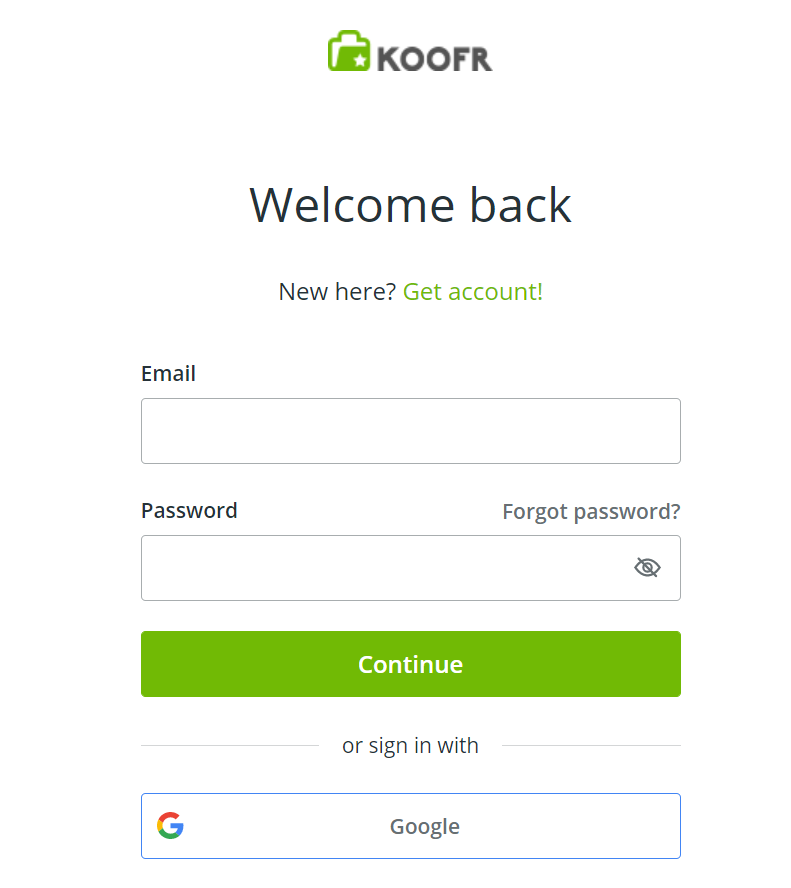 KOOFR
Welcome back
New here? Get account!
Email
Password Forgot password?
Continue
or sign in with
Google